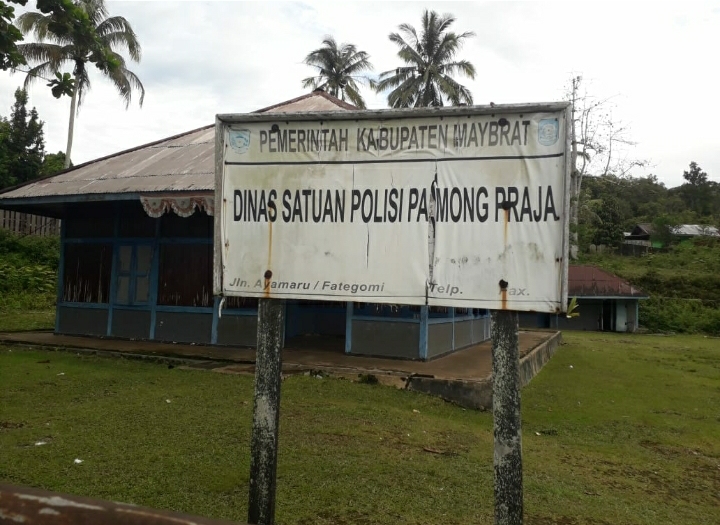 PEMERINTAH KABUPATEN MAYBRAT
DINAS SATUAN POLISI PAMONG PRAJA
Jln. Ayamaru / Fategomi Telp. Fax.